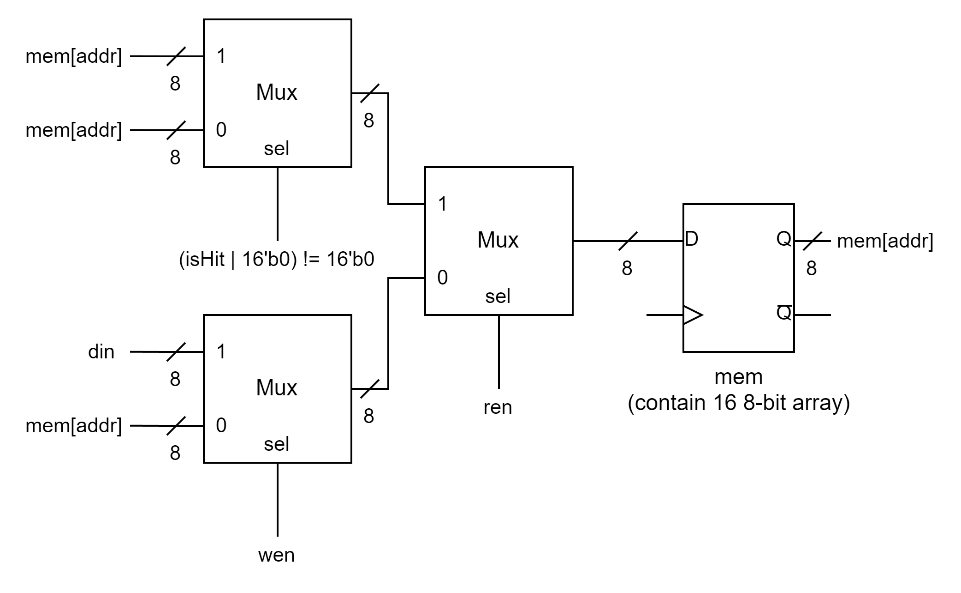 mem[addr]
8
1
mem[addr]
8
0
Mux
sel
8
(isHit | 16'b0) != 16'b0
din
8
1
mem[addr]
8
0
Mux
sel
8
wen
1
0
Mux
sel
ren
8
D
Q
Q̅
8
mem[addr]
mem
(contain 16 8-bit array)